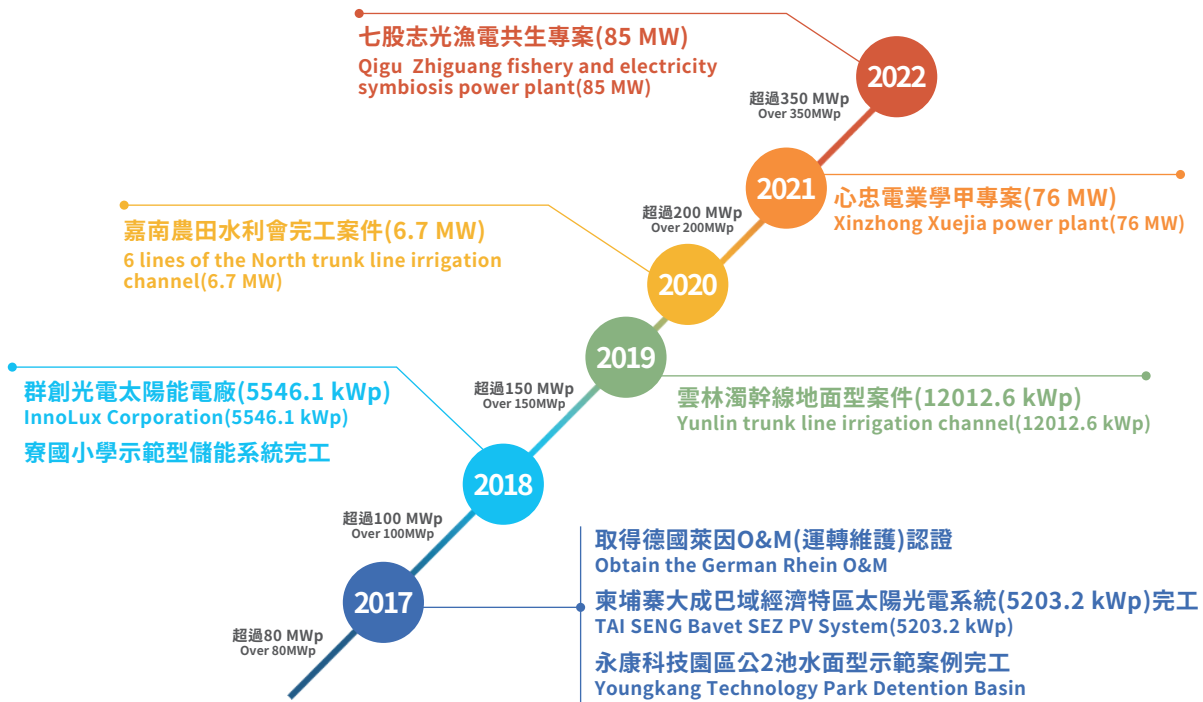 七股志光漁電共生專案(85 MW)
Qigu Zhiguang fishery and electricity
symbiosis power plant(85 MW)
2022
超過350 MWp
Over 350MWp
2021
心忠電業學甲專案(76 MW)
Xinzhong Xuejia power plant(76 MW)
超過200 MWp
Over 200MWp
嘉南農田水利會完工案件(6.7 MW)
6 lines of the North trunk line irrigation
channel(6.7 MW)
2020
2019
雲林濁幹線地面型案件(12012.6 kWp)
Yunlin trunk line irrigation channel(12012.6 kWp)
超過150 MWp
Over 150MWp
群創光電太陽能電廠(5546.1 kWp)
InnoLux Corporation(5546.1 kWp)
寮國小學示範型儲能系統完工
2018
超過100 MWp
Over 100MWp
2017
取得德國萊因O&M(運轉維護)認證
Obtain the German Rhein O&M
柬埔寨大成巴域經濟特區太陽光電系統(5203.2 kWp)完工
TAI SENG Bavet SEZ PV System(5203.2 kWp)
永康科技園區公2池水面型示範案例完工
Youngkang Technology Park Detention Basin
超過80 MWp
Over 80MWp